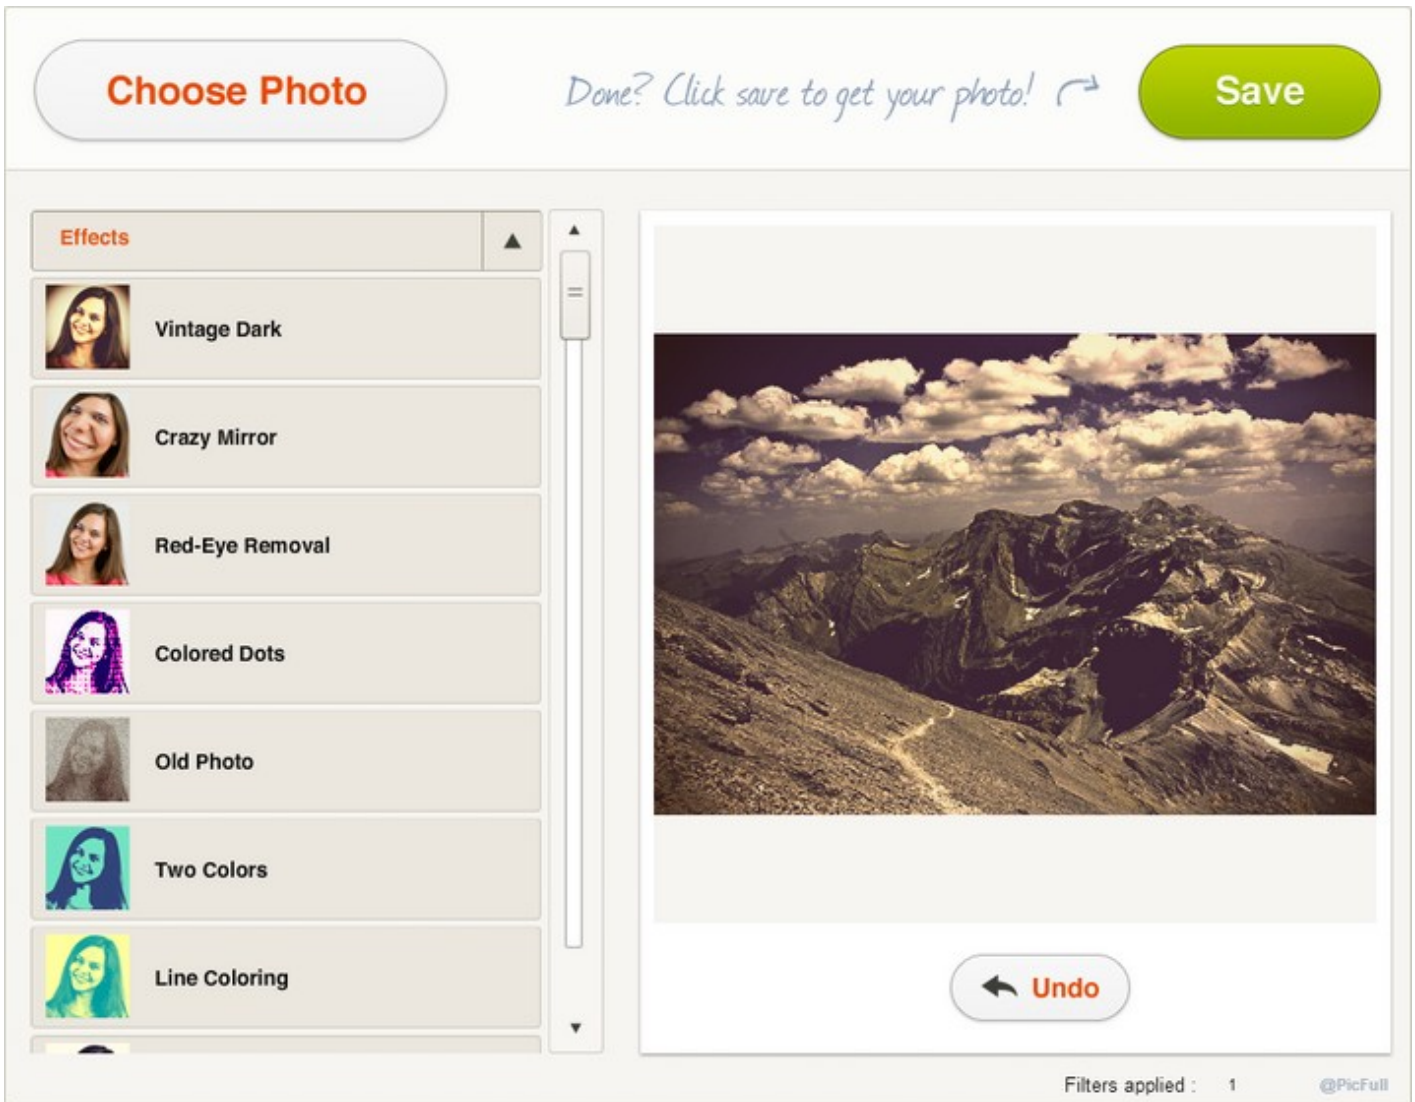 Choose Photo
Done? Click save to get your photo!
Save
Effects
Vintage Dark
Crazy Mirror
Red-Eye Removal
Colored Dots
Old Photo
Two Colors
Line Coloring
Undo
Filters applied : 1
@PicFull